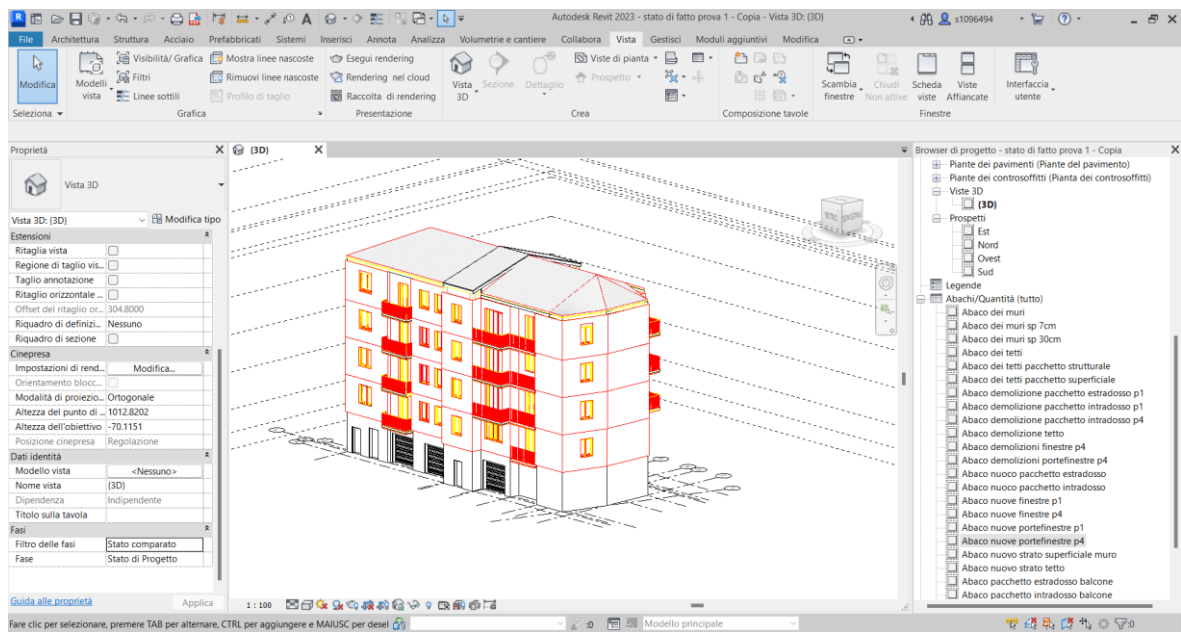 Autodesk Revit 2023 - stato di fatto prova 1 - Copia - Vista 3D: {3D}
s1096494
File Architettura Struttura Acciaio Prefabbricati Sistemi Inserisci Annota Analizza Volumetrie e cantiere Collabora Vista Gestisci Moduli aggiuntivi Modifica
Modifica
Modelli vista
Visibilità/ Grafica
Filtri
Linee sottili
Mostra linee nascoste
Rimuovi linee nascoste
Profilo di taglio
Esegui rendering
Rendering nel cloud
Raccolta di rendering
Vista 3D
Sezione
Dettaglio
Viste di pianta
Prospetto
Scambia finestre
Chiudi Non attive
Scheda viste
Viste Affiancate
Interfaccia utente
Seleziona Grafica Presentazione Crea Composizione tavole Finestre
Proprietà
Vista 3D
Vista 3D: {3D} Modifica tipo
Estensioni
Ritaglia vista
Regione di taglio vis...
Taglio annotazione
Ritaglio orizzontale ...
Offset del ritaglio or... 304.8000
Riquadro di definizi... Nessuno
Riquadro di sezione
Cinepresa
Impostazioni di rend... Modifica...
Orientamento blocc...
Modalità di proiezio... Ortogonale
Altezza del punto di ... 1012.8202
Altezza dell'obiettivo -70.1151
Posizione cinepresa Regolazione
Dati identità
Modello vista <Nessuno>
Nome vista {3D}
Dipendenza Indipendente
Titolo sulla tavola
Fasi
Filtro delle fasi Stato comparato
Fase Stato di Progetto
Guida alle proprietà Applica
{3D}
RETRO SINISTRA
1 : 100
Browser di progetto - stato di fatto prova 1 - Copia
Piante dei pavimenti (Piante del pavimento)
Piante dei controsoffitti (Pianta dei controsoffitti)
Viste 3D
{3D}
Prospetti
Est
Nord
Ovest
Sud
Legende
Abachi/Quantità (tutto)
Abaco dei muri
Abaco dei muri sp 7cm
Abaco dei muri sp 30cm
Abaco dei tetti
Abaco dei tetti pacchetto strutturale
Abaco dei tetti pacchetto superficiale
Abaco demolizione pacchetto estradosso p1
Abaco demolizione pacchetto intradosso p1
Abaco demolizione pacchetto intradosso p4
Abaco demolizione tetto
Abaco demolizioni finestre p4
Abaco demolizioni portefinestre p4
Abaco nuoco pacchetto estradosso
Abaco nuoco pacchetto intradosso
Abaco nuove finestre p1
Abaco nuove finestre p4
Abaco nuove portefinestre p1
Abaco nuove portefinestre p4
Abaco nuovo strato superficiale muro
Abaco nuovo strato tetto
Abaco pacchetto estradosso balcone
Abaco pacchetto intradosso balcone
Fare clic per selezionare, premere TAB per alternare, CTRL per aggiungere e MAIUSC per desel
:0
Modello principale
:0